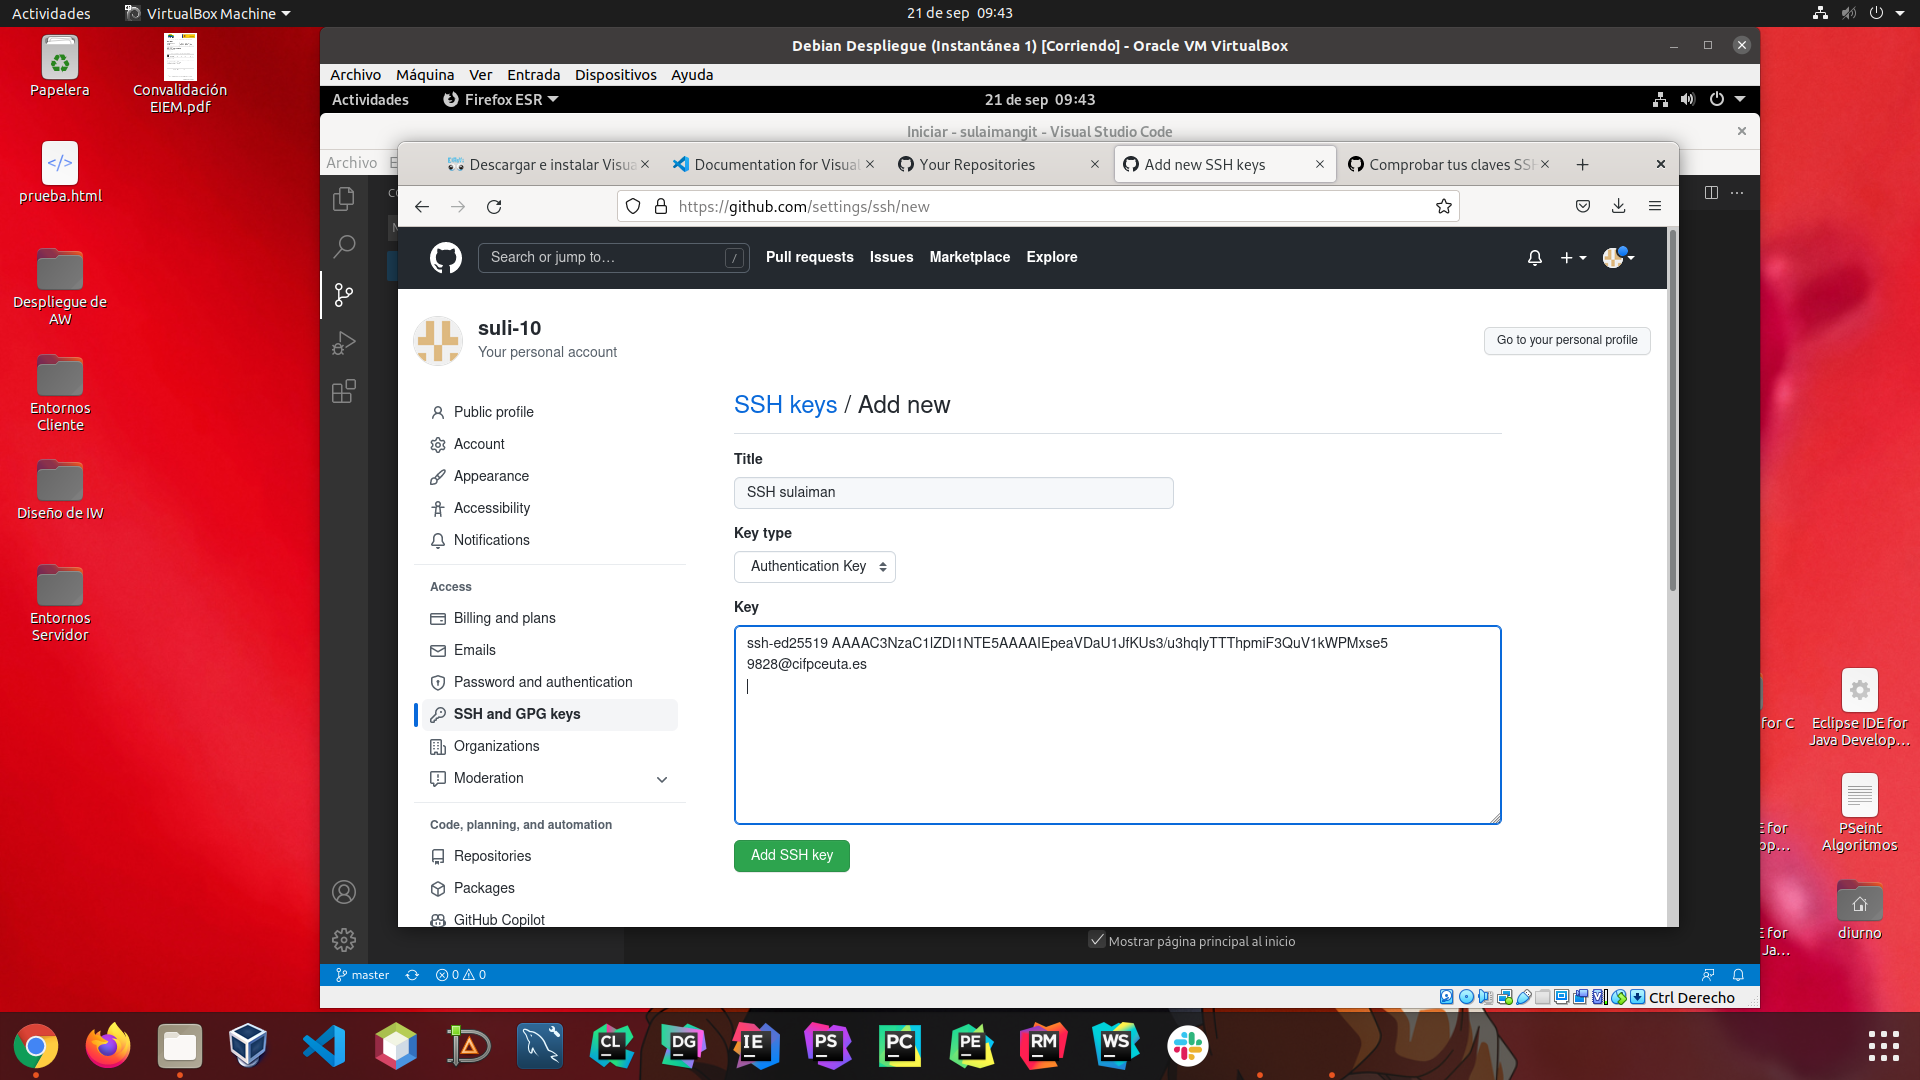 Actividades
VirtualBox Machine
21 de sep 09:43
Papelera
Convalidación
EIEM.pdf
prueba.html
Despliegue de
AW
Entornos
Cliente
Diseño de IW
Entornos
Servidor
Debian Despliegue (Instantánea 1) [Corriendo] - Oracle VM VirtualBox
Archivo Máquina Ver Entrada Dispositivos Ayuda
Actividades Firefox ESR 21 de sep 09:43
Iniciar - sulaimangit - Visual Studio Code
Archivo
Descargar e instalar Visua
Documentation for Visual
Your Repositories
Add new SSH keys
Comprobar tus claves SSH
https://github.com/settings/ssh/new
Search or jump to…
/
Pull requests Issues Marketplace Explore
suli-10
Your personal account
Go to your personal profile
Public profile
Account
Appearance
Accessibility
Notifications
Access
Billing and plans
Emails
Password and authentication
SSH and GPG keys
Organizations
Moderation
Code, planning, and automation
Repositories
Packages
GitHub Copilot
SSH keys / Add new
Title
SSH sulaiman
Key type
Authentication Key
Key
ssh-ed25519 AAAAC3NzaC1lZDI1NTE5AAAAIEpeaVDaU1JfKUs3/u3hqIyTTThpmiF3QuV1kWPMxse5
9828@cifpceuta.es
Add SSH key
Mostrar página principal al inicio
master
0 0
Ctrl Derecho
for C
Eclipse IDE for
Java Develop…
E for
op…
PSeint
Algoritmos
E for
Ja…
diurno
CL
DG
IE
PS
PC
PE
RM
WS